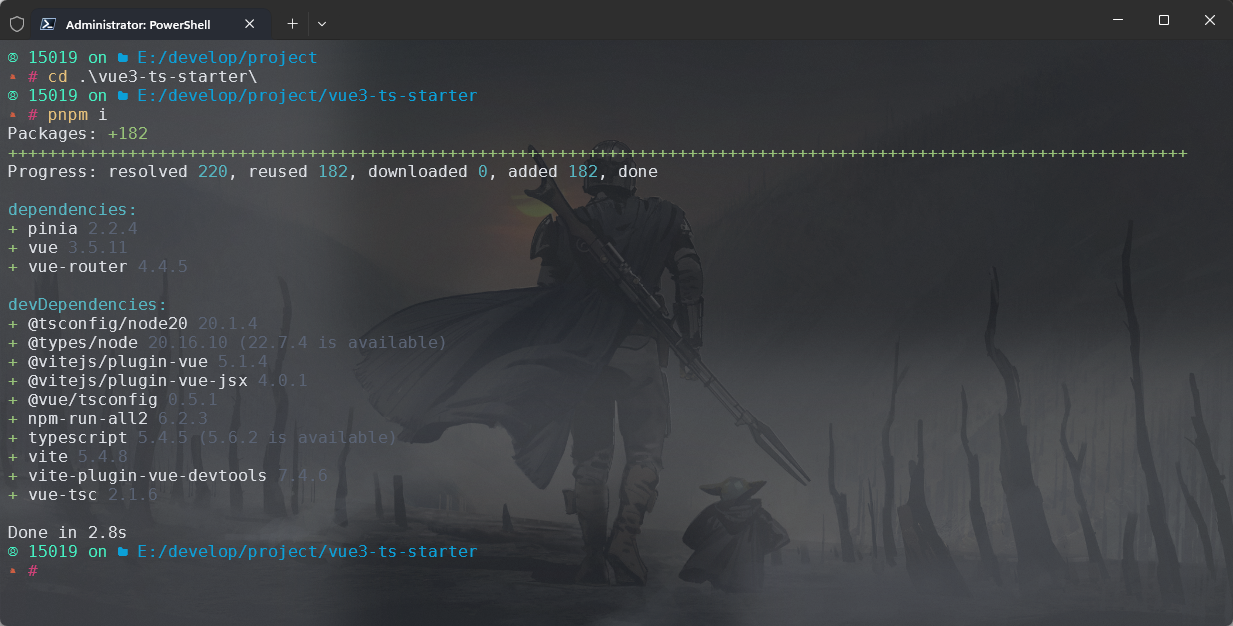 Administrator: PowerShell
15019 on E:/develop/project
# cd .\vue3-ts-starter\
15019 on E:/develop/project/vue3-ts-starter
# pnpm i
Packages: +182
++++++++++++++++++++++++++++++++++++++++++++++++++++++++++++++++++++++++++++++++++++++++++++++++++++++++++++++++++++++
Progress: resolved 220, reused 182, downloaded 0, added 182, done
dependencies:
+ pinia 2.2.4
+ vue 3.5.11
+ vue-router 4.4.5
devDependencies:
+ @tsconfig/node20 20.1.4
+ @types/node 20.16.10 (22.7.4 is available)
+ @vitejs/plugin-vue 5.1.4
+ @vitejs/plugin-vue-jsx 4.0.1
+ @vue/tsconfig 0.5.1
+ npm-run-all2 6.2.3
+ typescript 5.4.5 (5.6.2 is available)
+ vite 5.4.8
+ vite-plugin-vue-devtools 7.4.6
+ vue-tsc 2.1.6
Done in 2.8s
15019 on E:/develop/project/vue3-ts-starter
#